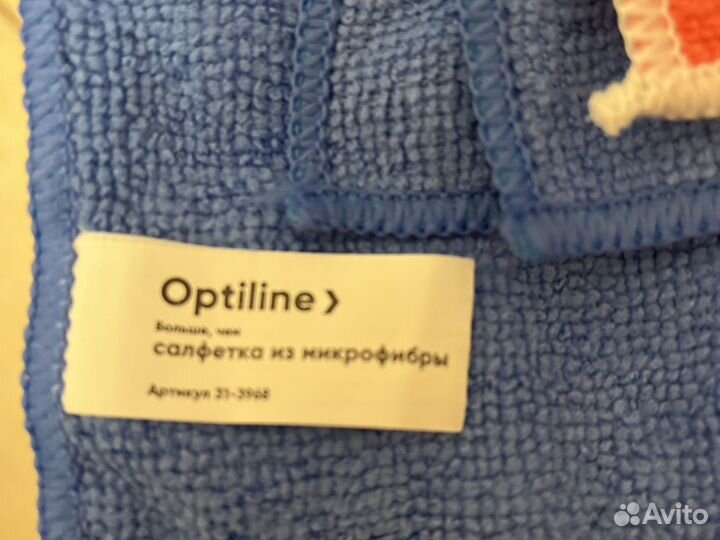 Optiline ›
Больше, чем
салфетка из микрофибры
Артикул 31-3968
Avito